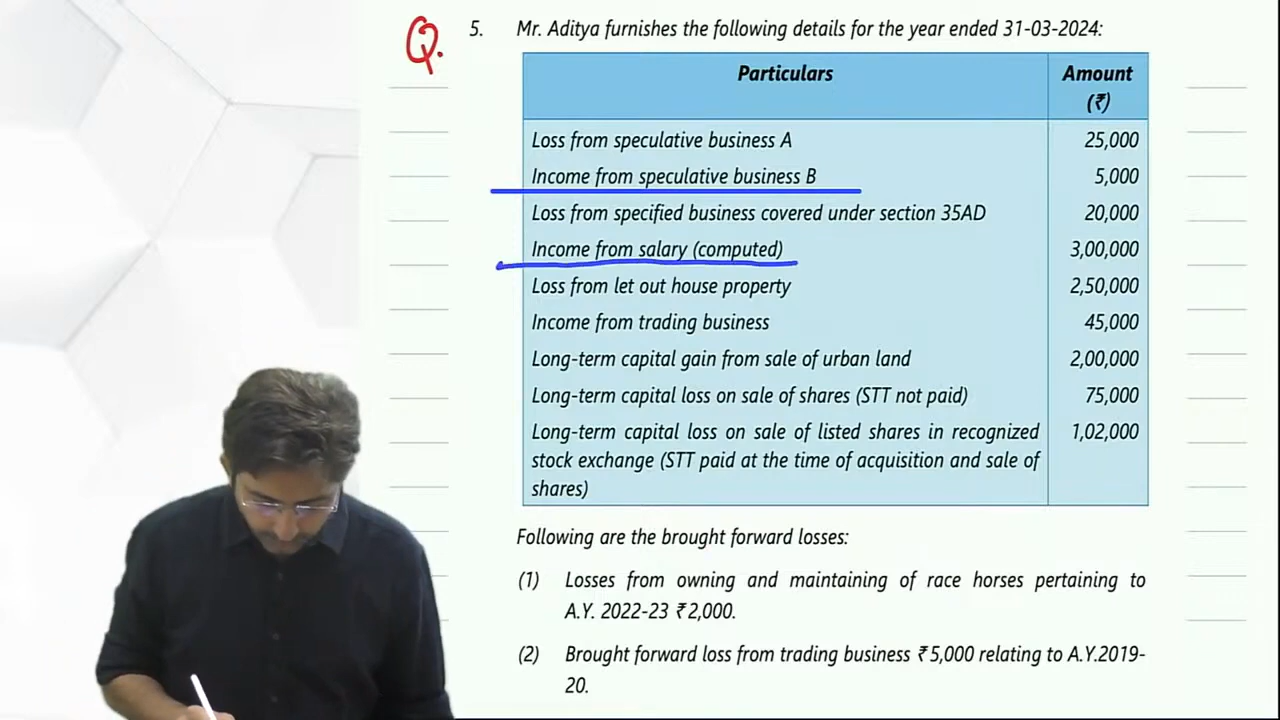 Q.
5. Mr. Aditya furnishes the following details for the year ended 31-03-2024:
Particulars Amount
(₹)
Loss from speculative business A 25,000
Income from speculative business B 5,000
Loss from specified business covered under section 35AD 20,000
Income from salary (computed) 3,00,000
Loss from let out house property 2,50,000
Income from trading business 45,000
Long-term capital gain from sale of urban land 2,00,000
Long-term capital loss on sale of shares (STT not paid) 75,000
Long-term capital loss on sale of listed shares in recognized 1,02,000
stock exchange (STT paid at the time of acquisition and sale of
shares)
Following are the brought forward losses:
(1) Losses from owning and maintaining of race horses pertaining to
A.Y. 2022-23 ₹2,000.
(2) Brought forward loss from trading business ₹5,000 relating to A.Y.2019-
20.